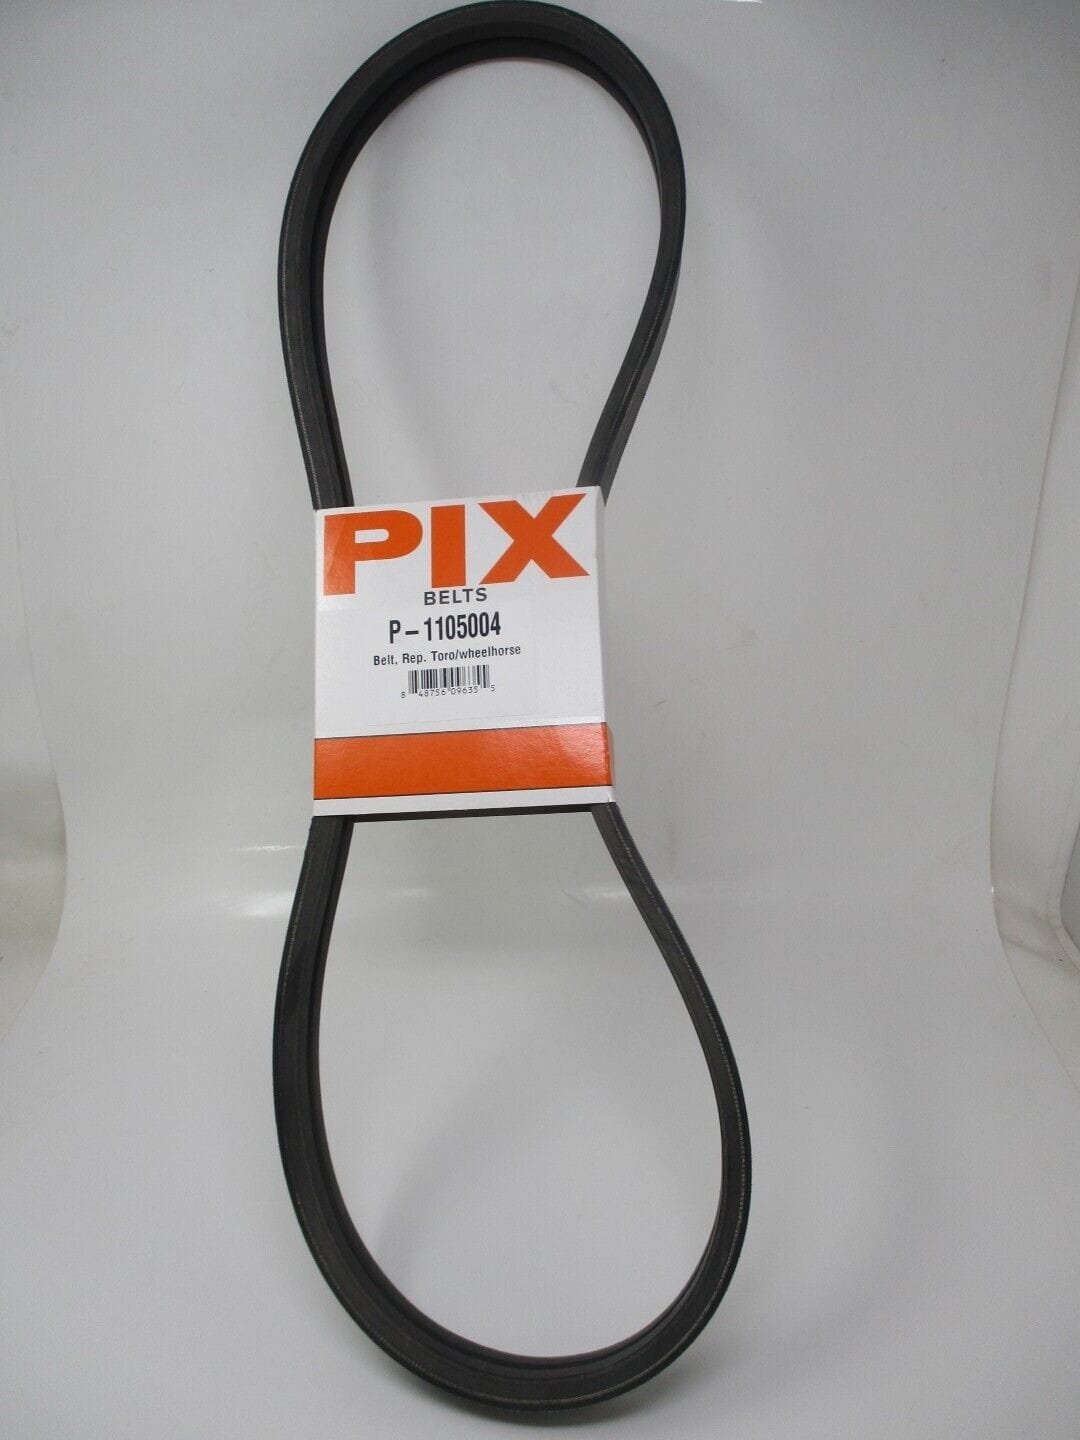 PIX
BELTS
P-1105004
Belt, Rep. Toro/wheelhorse
8 48756 09635 5